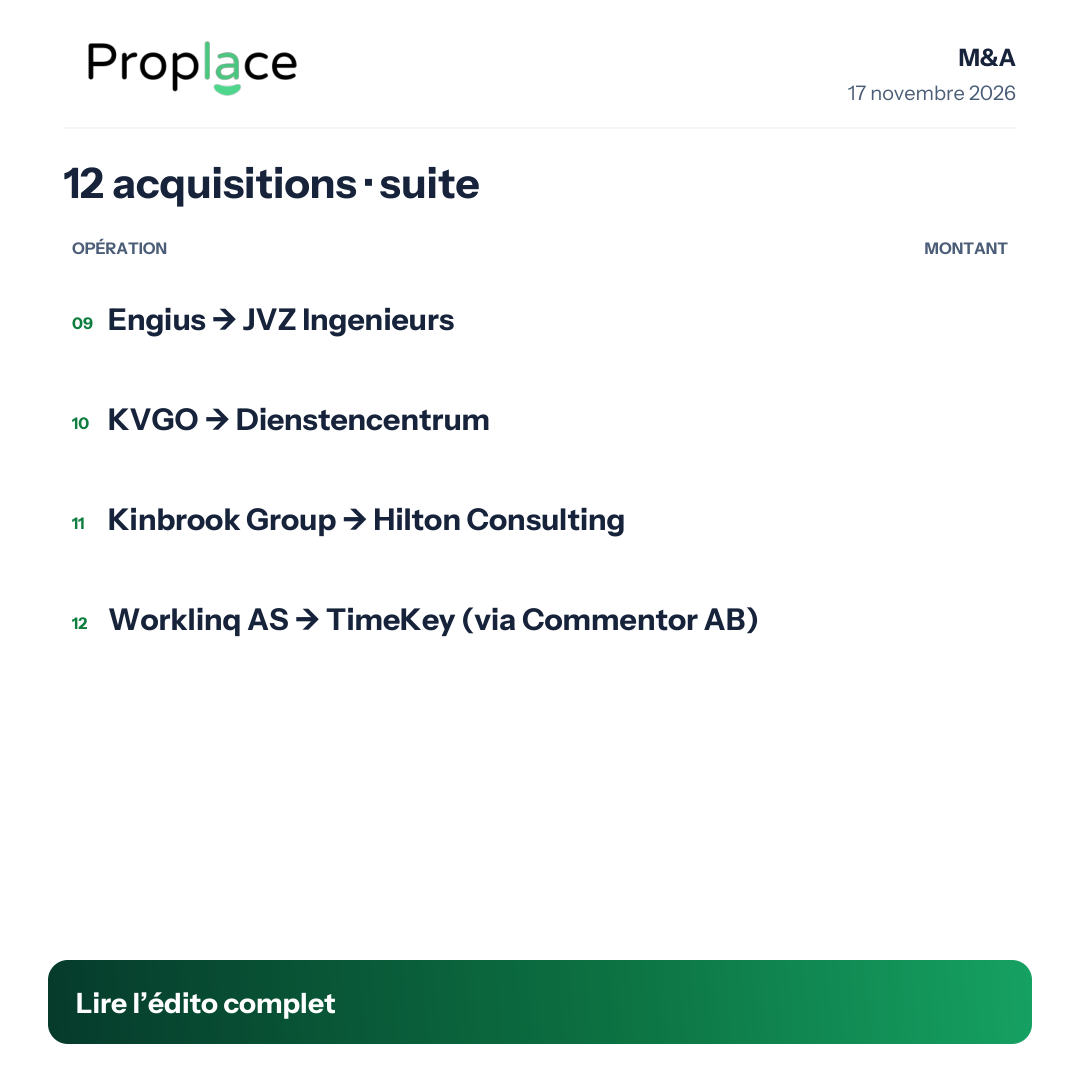 Proplace
M&A
17 novembre 2026
12 acquisitions · suite
OPÉRATION MONTANT
09 Engius → JVZ Ingenieurs
10 KVGO → Dienstencentrum
11 Kinbrook Group → Hilton Consulting
12 Worklinq AS → TimeKey (via Commentor AB)
Lire l’édito complet